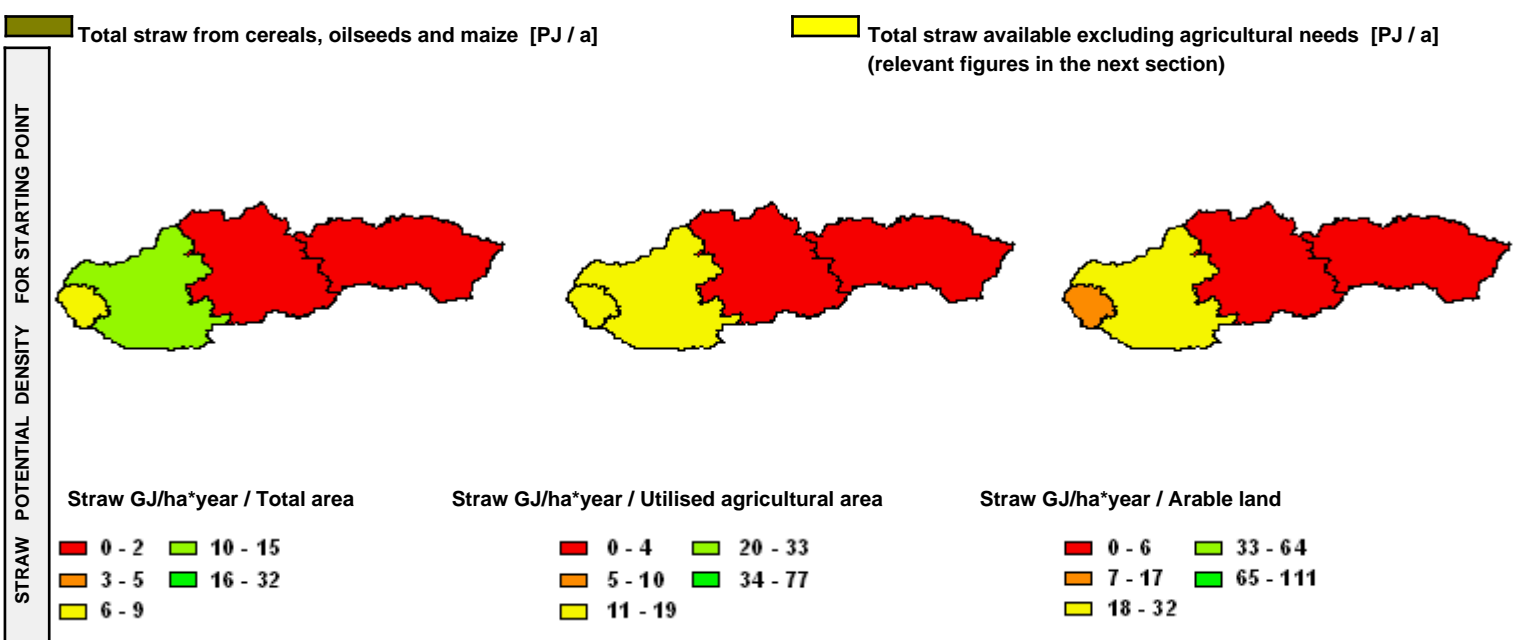 Total straw from cereals, oilseeds and maize [PJ / a]
Total straw available excluding agricultural needs [PJ / a]
(relevant figures in the next section)
STRAW POTENTIAL DENSITY FOR STARTING POINT
Straw GJ/ha*year / Total area
0 - 2
10 - 15
3 - 5
16 - 32
6 - 9
Straw GJ/ha*year / Utilised agricultural area
0 - 4
20 - 33
5 - 10
34 - 77
11 - 19
Straw GJ/ha*year / Arable land
0 - 6
33 - 64
7 - 17
65 - 111
18 - 32